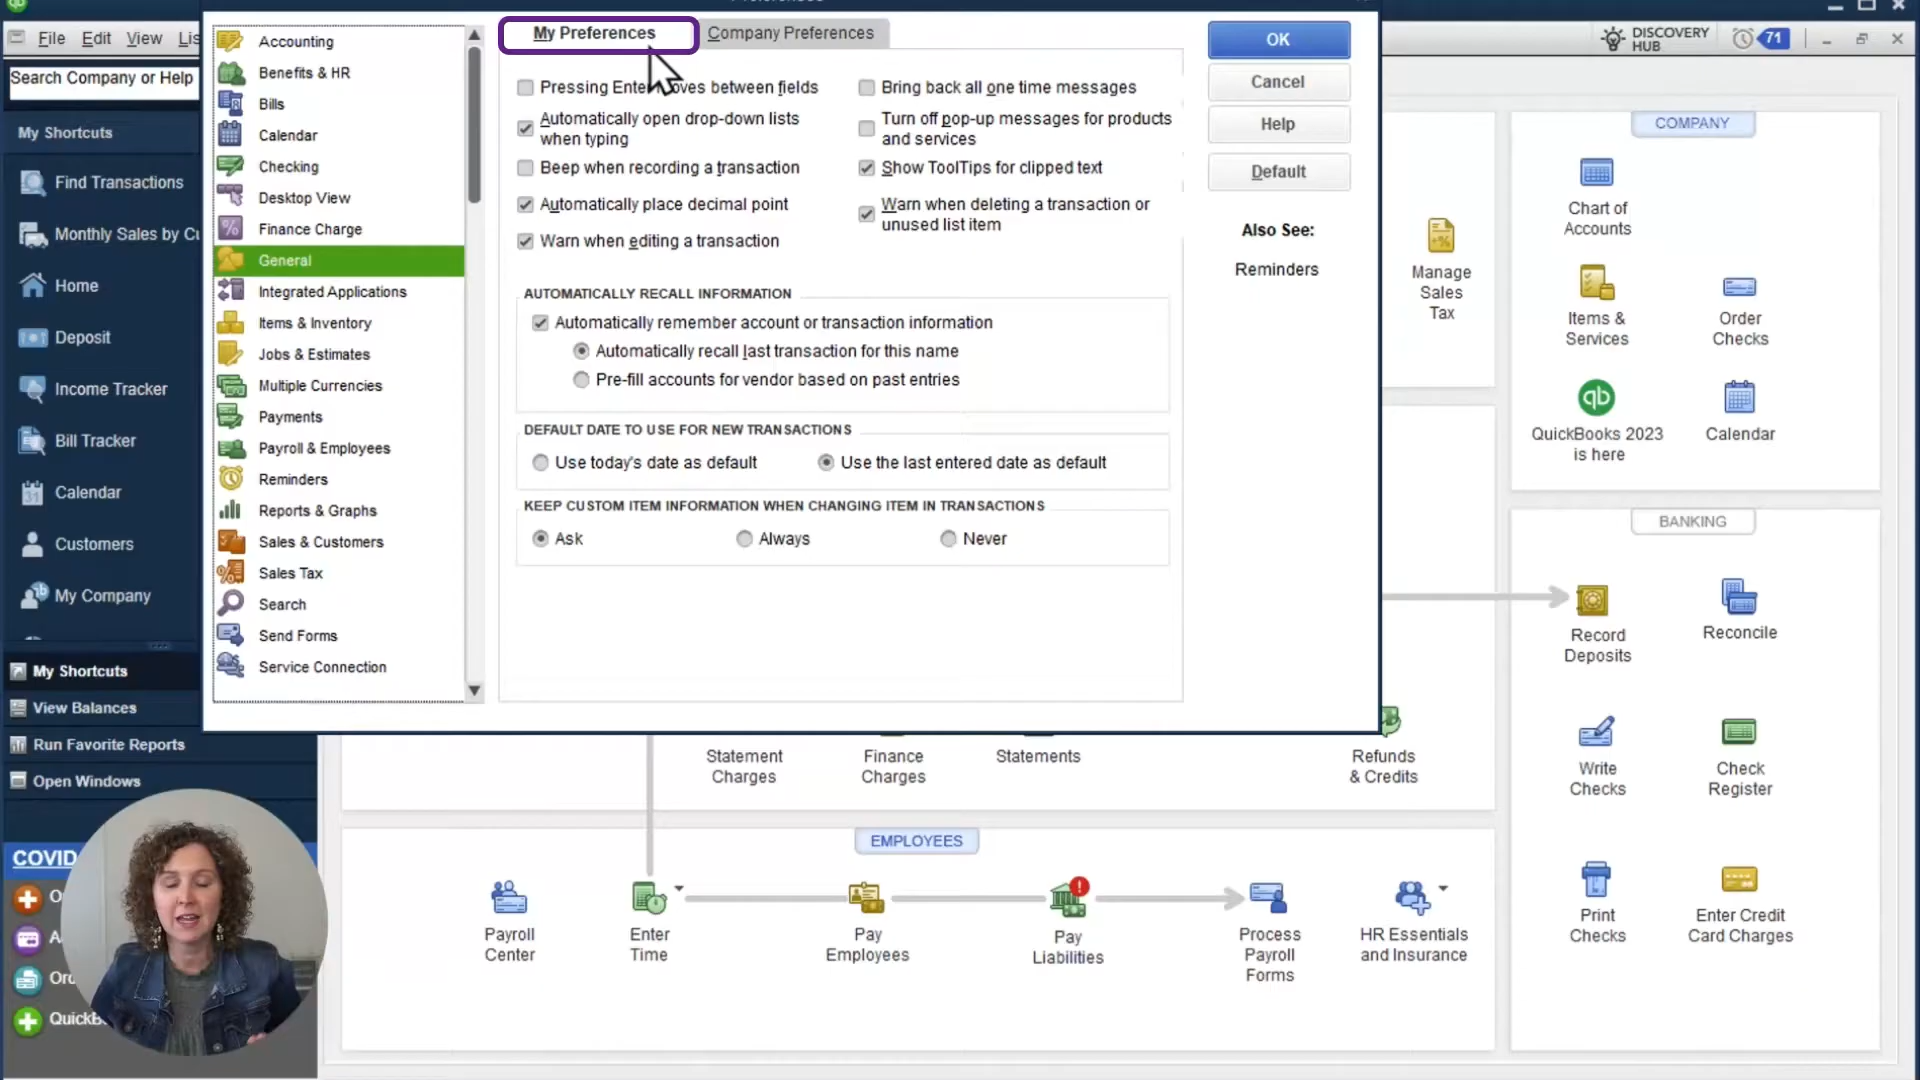 File Edit View Lis
Search Company or Help
My Shortcuts
Find Transactions
Monthly Sales by Cu
Home
Deposit
Income Tracker
Bill Tracker
Calendar
Customers
My Company
My Shortcuts
View Balances
Run Favorite Reports
Open Windows
COVID
QuickB
Accounting
Benefits & HR
Bills
Calendar
Checking
Desktop View
Finance Charge
General
Integrated Applications
Items & Inventory
Jobs & Estimates
Multiple Currencies
Payments
Payroll & Employees
Reminders
Reports & Graphs
Sales & Customers
Sales Tax
Search
Send Forms
Service Connection
My Preferences Company Preferences
Pressing Enter moves between fields
Automatically open drop-down lists
when typing
Beep when recording a transaction
Automatically place decimal point
Warn when editing a transaction
Bring back all one time messages
Turn off pop-up messages for products
and services
Show ToolTips for clipped text
Warn when deleting a transaction or
unused list item
AUTOMATICALLY RECALL INFORMATION
Automatically remember account or transaction information
Automatically recall last transaction for this name
Pre-fill accounts for vendor based on past entries
DEFAULT DATE TO USE FOR NEW TRANSACTIONS
Use today's date as default Use the last entered date as default
KEEP CUSTOM ITEM INFORMATION WHEN CHANGING ITEM IN TRANSACTIONS
Ask Always Never
OK
Cancel
Help
Default
Also See:
Reminders
DISCOVERY
HUB
71
Manage
Sales
Tax
COMPANY
Chart of
Accounts
Items &
Services
Order
Checks
qb
QuickBooks 2023
is here
Calendar
BANKING
Record
Deposits
Reconcile
Write
Checks
Check
Register
Print
Checks
Enter Credit
Card Charges
Statement
Charges
Finance
Charges
Statements
Refunds
& Credits
EMPLOYEES
Payroll
Center
Enter
Time
Pay
Employees
Pay
Liabilities
Process
Payroll
Forms
HR Essentials
and Insurance